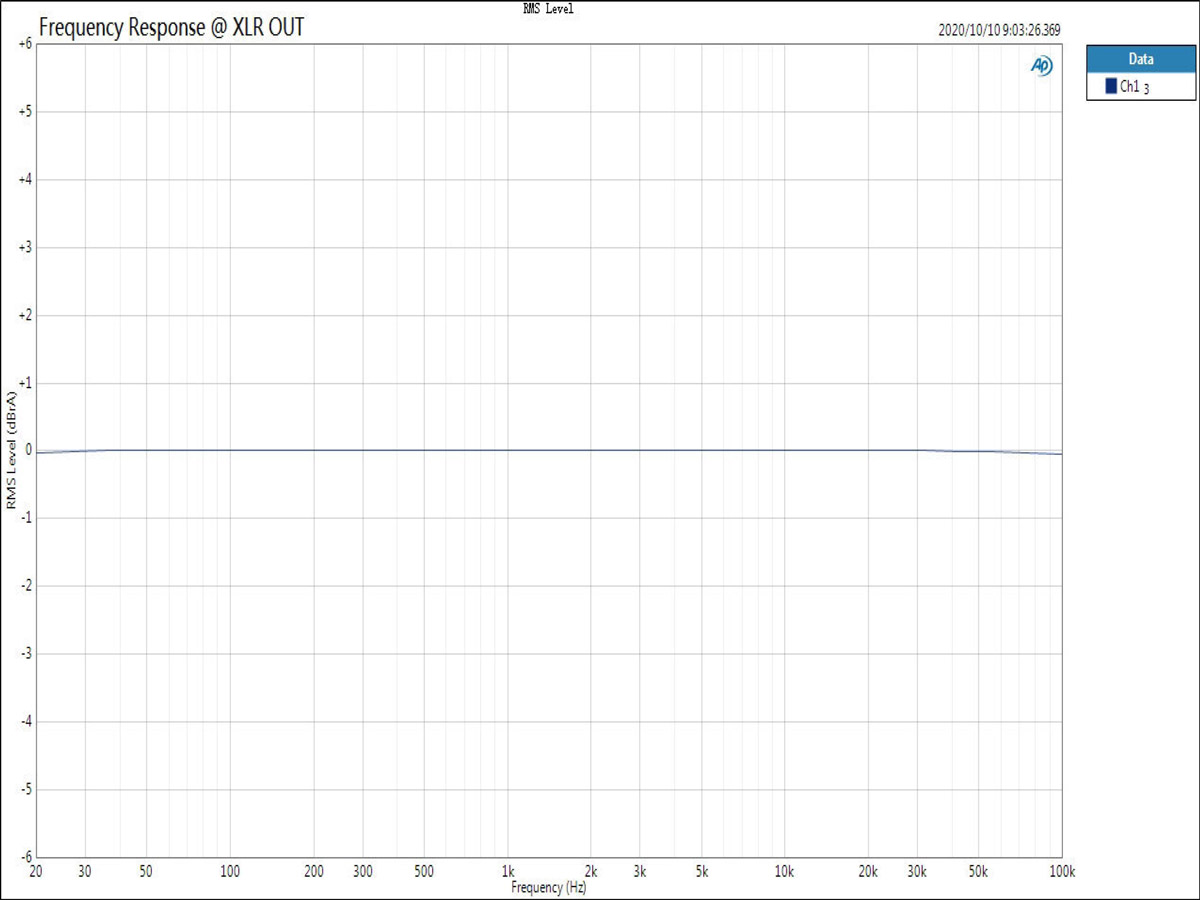 RMS Level
Frequency Response @ XLR OUT
2020/10/10 9:03:26.369
AP
Data
Ch1 3
+6
+5
+4
+3
+2
+1
0
-1
-2
-3
-4
-5
-6
RMS Level (dBrA)
20 30 50 100 200 300 500 1k 2k 3k 5k 10k 20k 30k 50k 100k
Frequency (Hz)